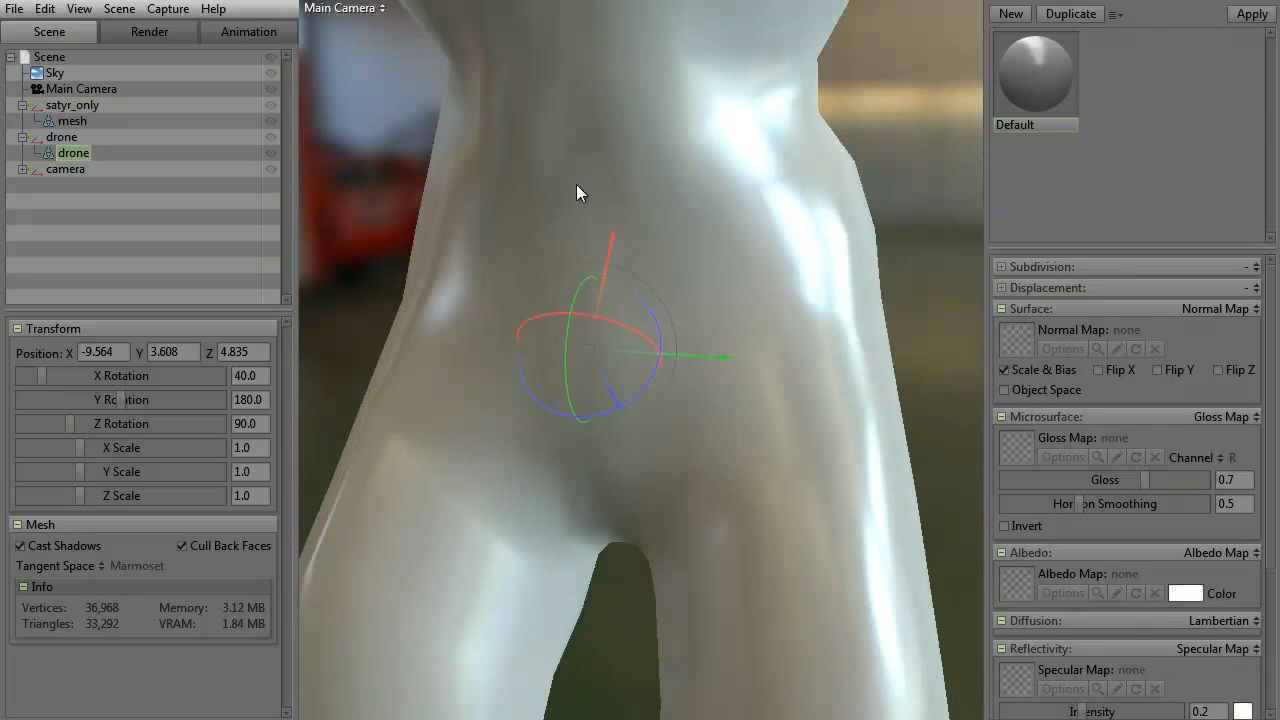 File Edit View Scene Capture Help
Main Camera
New Duplicate Apply
Scene Render Animation
Scene
Sky
Main Camera
satyr_only
mesh
drone
drone
camera
Transform
Position: X -9.564 Y 3.608 Z 4.835
X Rotation 40.0
Y Rotation 180.0
Z Rotation 90.0
X Scale 1.0
Y Scale 1.0
Z Scale 1.0
Mesh
Cast Shadows Cull Back Faces
Tangent Space Marmoset
Info
Vertices: 36,968 Memory: 3.12 MB
Triangles: 33,292 VRAM: 1.84 MB
Default
Subdivision: -
Displacement: -
Surface: Normal Map
Normal Map: none
Options
Scale & Bias Flip X Flip Y Flip Z
Object Space
Microsurface: Gloss Map
Gloss Map: none
Options Channel R
Gloss 0.7
Horizon Smoothing 0.5
Invert
Albedo: Albedo Map
Albedo Map: none
Options Color
Diffusion: Lambertian
Reflectivity: Specular Map
Specular Map: none
Options
Intensity 0.2